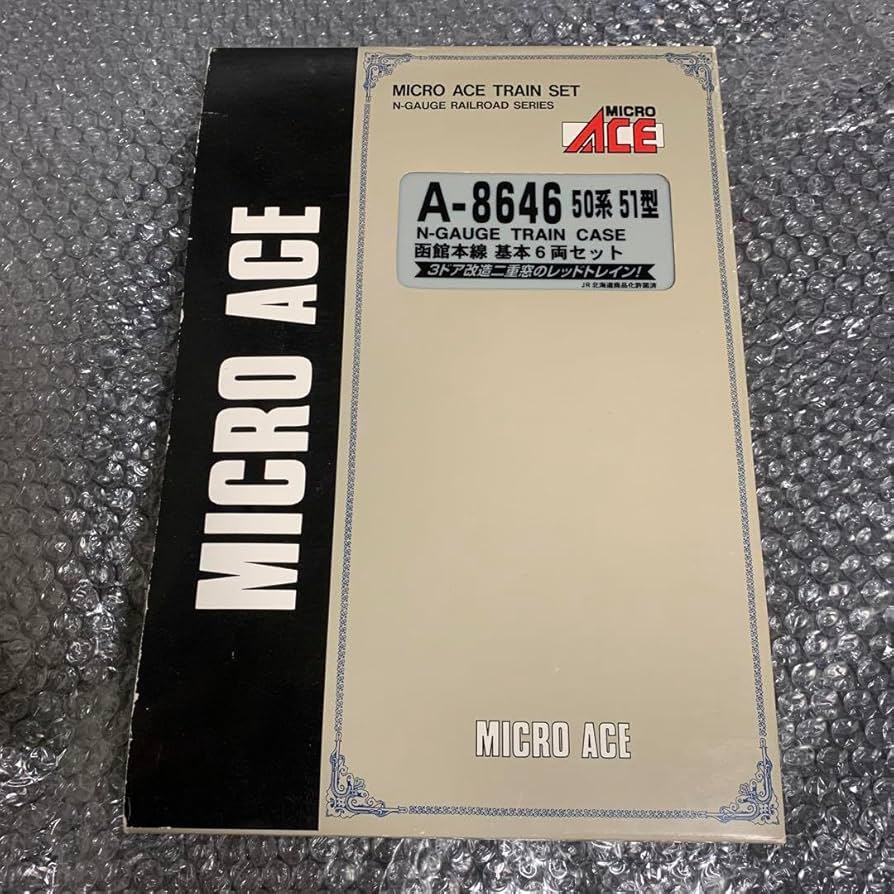 MICRO ACE TRAIN SET
N-GAUGE RAILROAD SERIES
MICRO
ACE
A-8646 50系 51型
N-GAUGE TRAIN CASE
函館本線 基本6両セット
3ドア改造二重窓のレッドトレイン!
JR北海道商品化許諾済
MICRO ACE
MICRO ACE